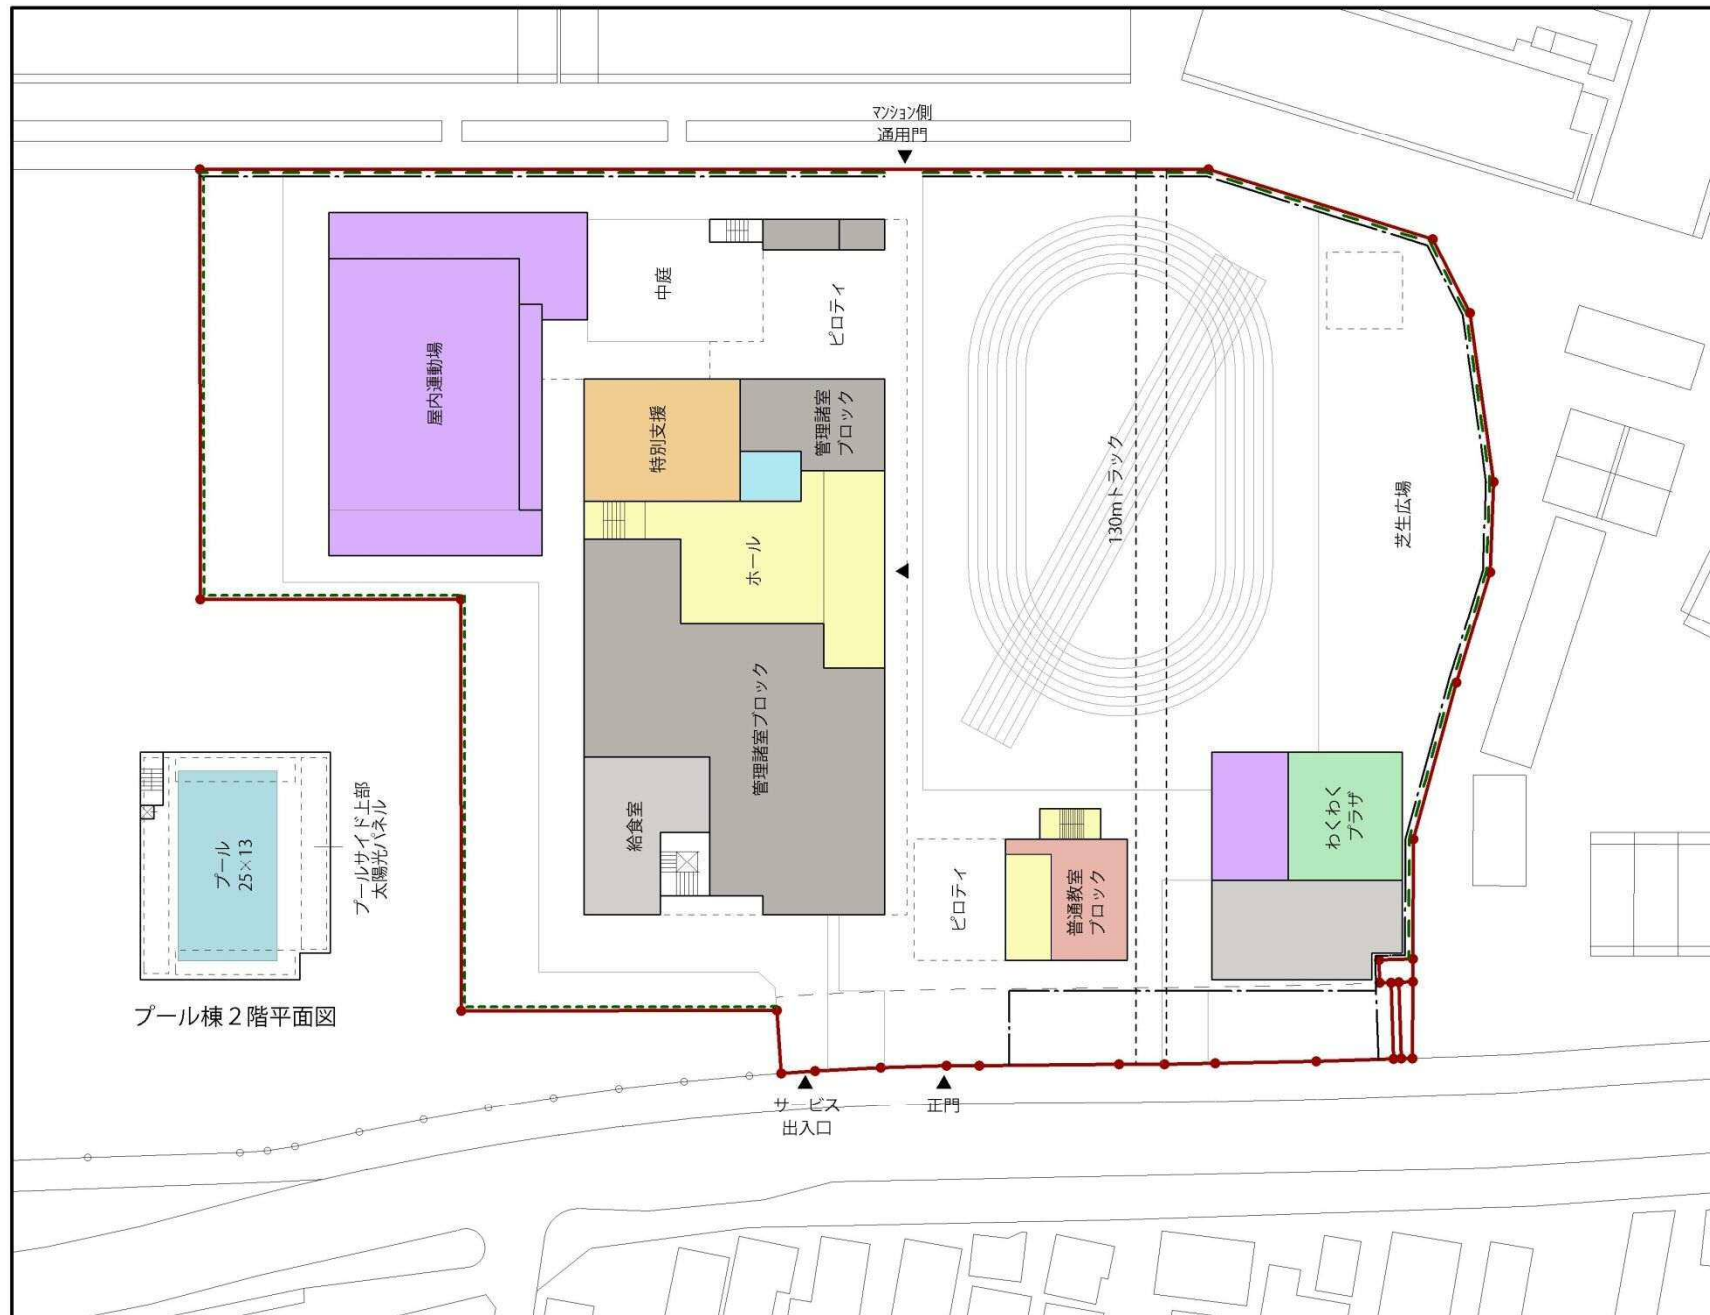 マンション側
通用門
中庭
ピロティ
屋内運動場
特別支援
管理諸室
ブロック
ホール
130mトラック
芝生広場
管理諸室ブロック
給食室
わくわく
プラザ
ピロティ
普通教室
ブロック
プール
25×13
プールサイド上部
太陽光パネル
プール棟2階平面図
サービス
出入口
正門